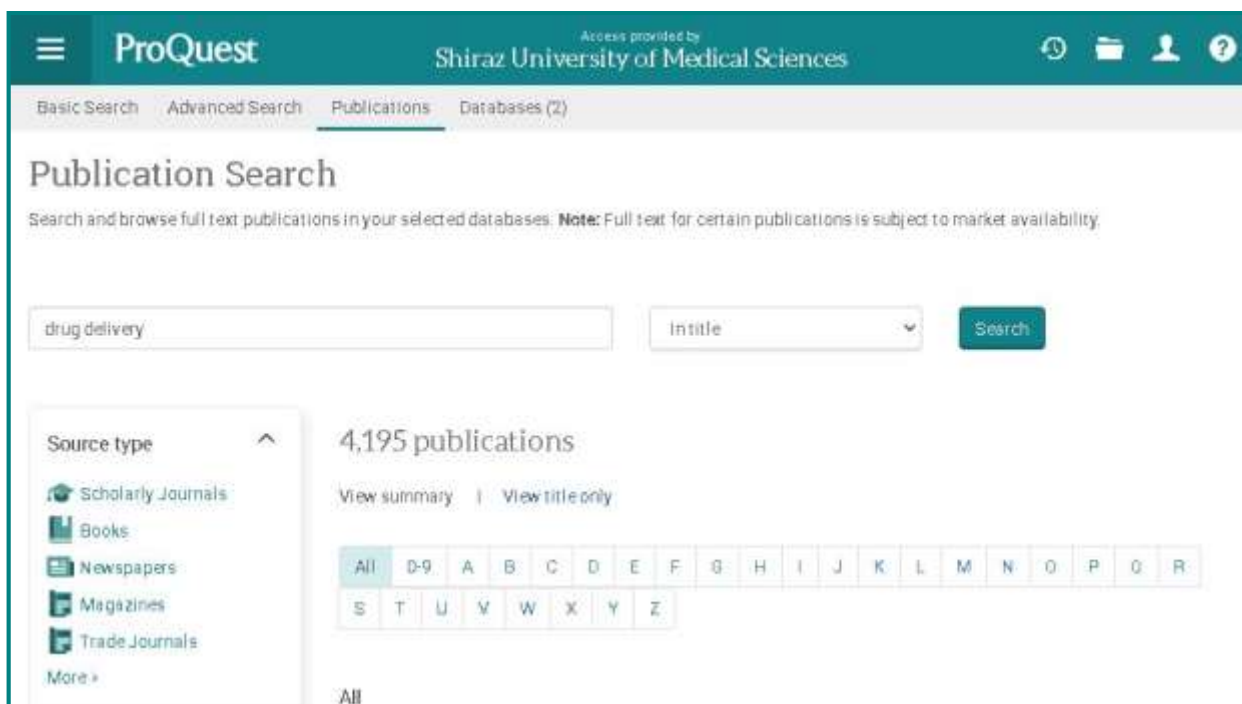 ProQuest
Access provided by
Shiraz University of Medical Sciences
Basic Search Advanced Search Publications Databases (2)
Publication Search
Search and browse full text publications in your selected databases. Note: Full text for certain publications is subject to market availability.
drug delivery
In title
Search
Source type
Scholarly Journals
Books
Newspapers
Magazines
Trade Journals
More ›
4,195 publications
View summary | View title only
All 0-9 A B C D E F G H I J K L M N O P Q R
S T U V W X Y Z
All